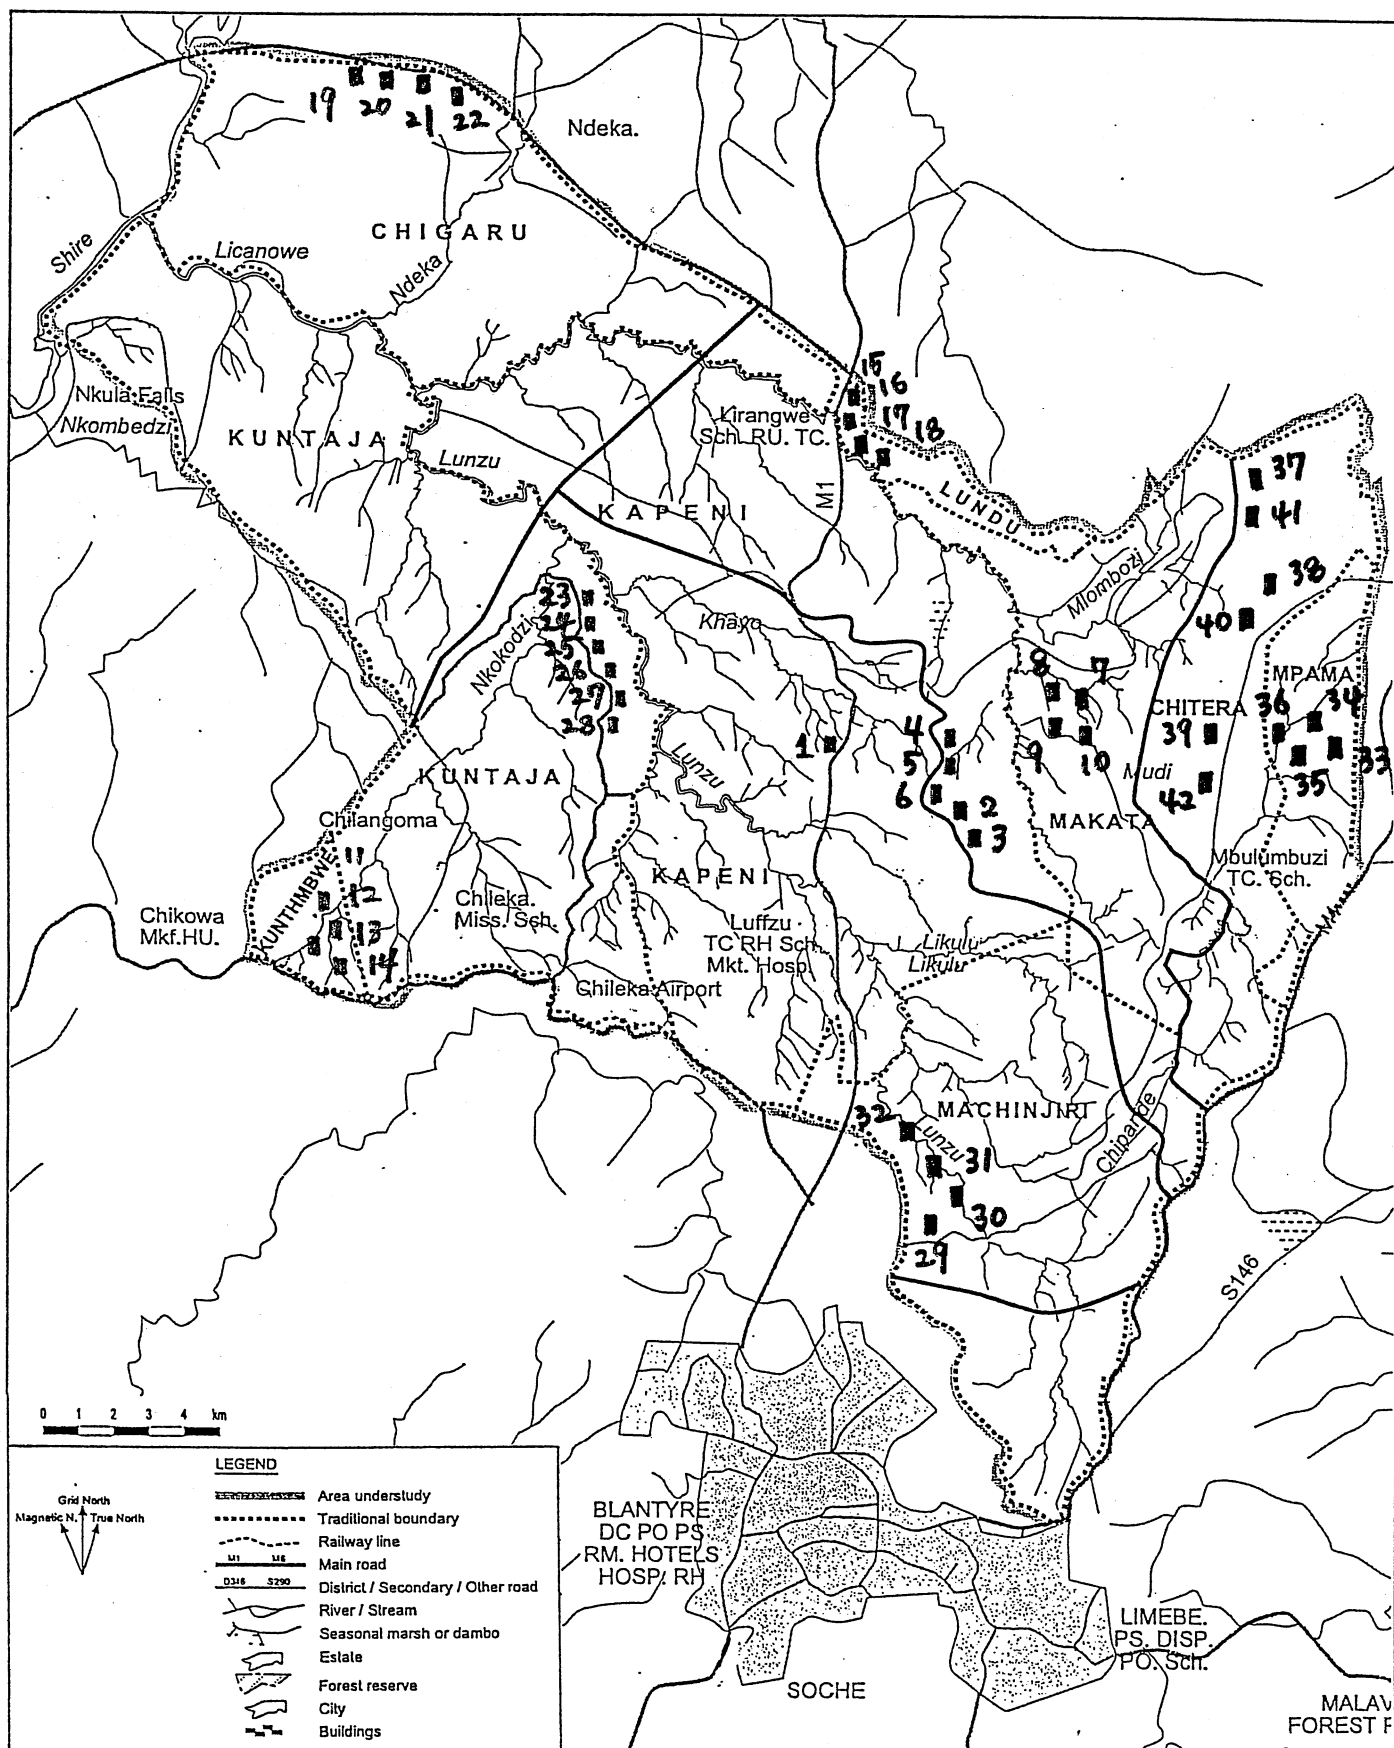 19 20 21 22
Ndeka.
CHIGARU
Shire
Licanowe
Ndeka
15
16
17
18
Nkula Falls
Nkombedzi
KUNTAJA
Lunzu
Lirangwe
Sch. RU. TC.
KAPENI
M1
LUNDU
37
41
38
40
Mlombozi
23
24
25
26
27
28
Nkokodzi
Khayo
8
7
9
10
MPAMA
CHITERA
36
34
39
35
33
Mudi
42
1
4
5
6
2
3
Lunzu
KUNTAJA
MAKATA
Chilangoma
KUNTHIMBWE
11
12
13
14
Mbulumbuzi
TC. Sch.
KAPENI
Chileka.
Miss. Sch.
Chikowa
Mkf.HU.
Luffzu
TC RH Sch.
Mkt. Hosp.
Likulu
Likulu
Chileka Airport
MACHINJIRI
32
Lunzu
31
30
29
Chipande
S146
0 1 2 3 4 km
LEGEND
Area understudy
Traditional boundary
Railway line
M1 M6
Main road
D316 S290
District / Secondary / Other road
River / Stream
Seasonal marsh or dambo
Estate
Forest reserve
City
Buildings
Grid North
Magnetic N. True North
BLANTYRE
DC PO PS
RM. HOTELS
HOSP. RH
LIMEBE.
PS. DISP.
PO. Sch.
SOCHE
MALAV
FOREST F